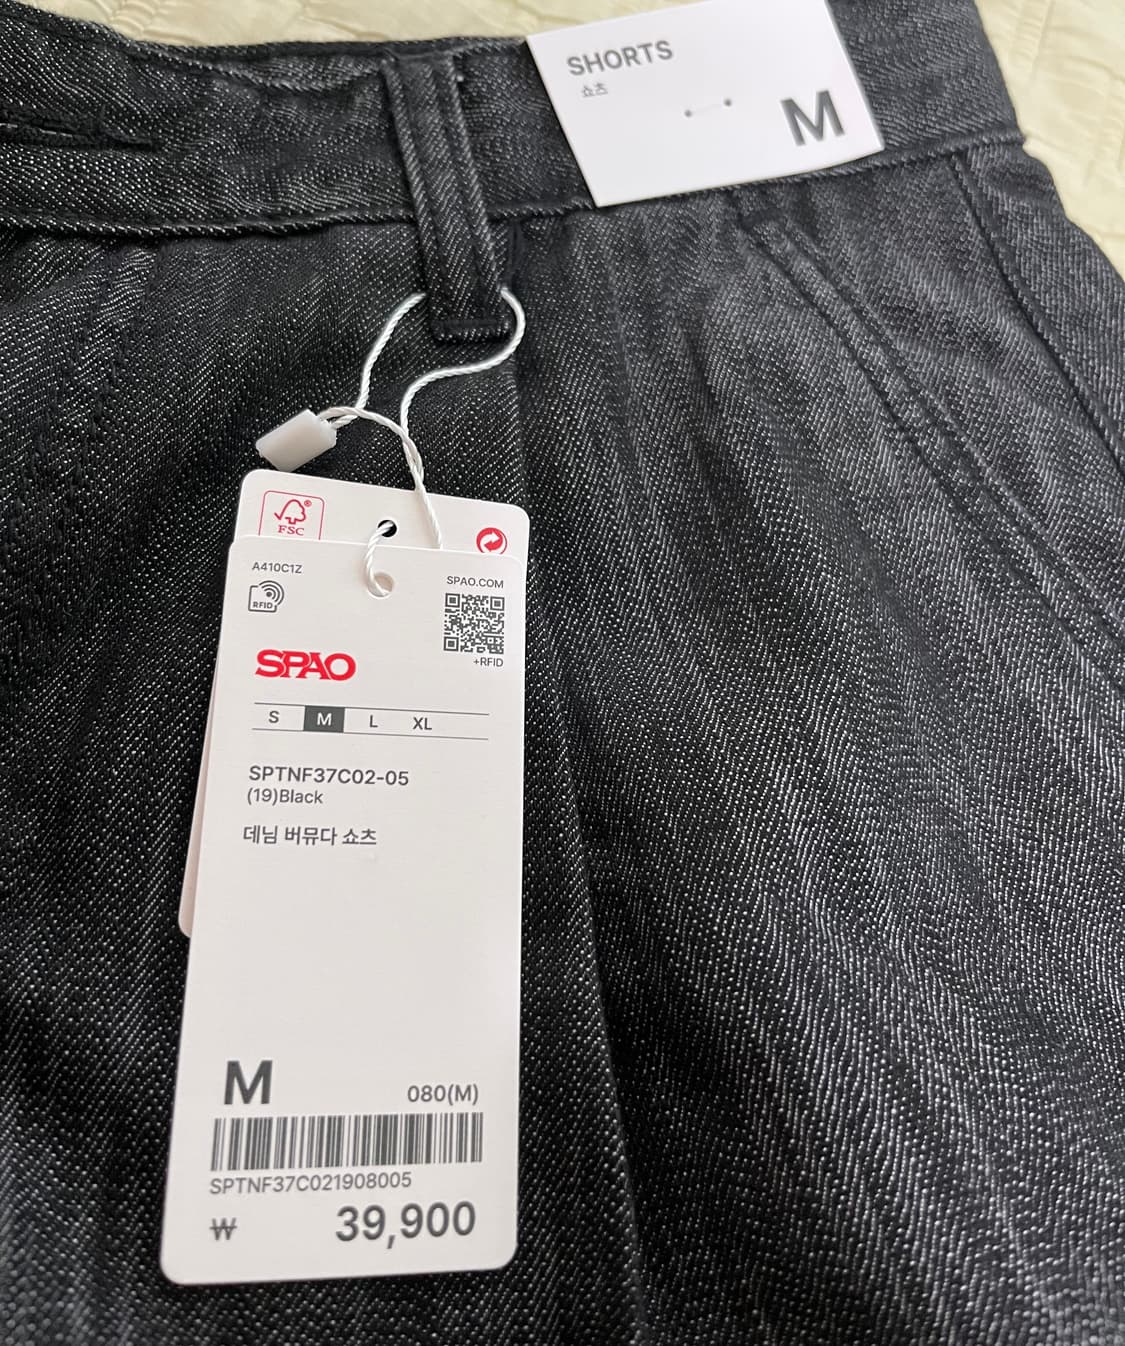 SHORTS
쇼츠
M
FSC
A410C1Z
RFID
SPAO.COM
+RFID
SPAO
S M L XL
SPTNF37C02-05
(19)Black
데님 버뮤다 쇼츠
M
080(M)
SPTNF37C021908005
₩ 39,900